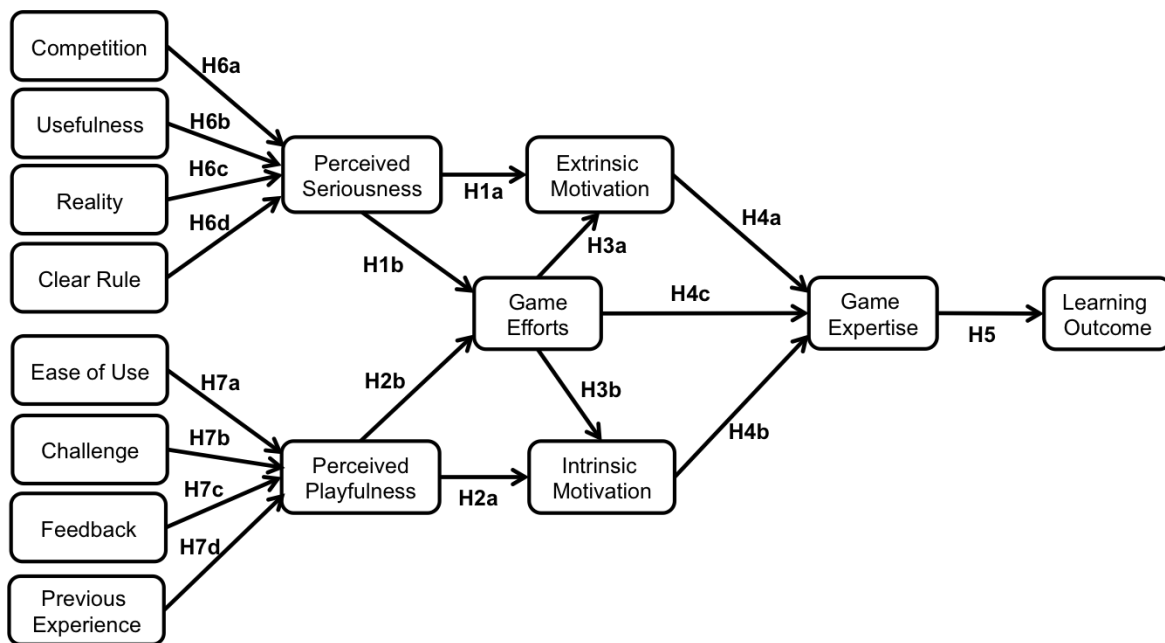 Competition
H6a
Usefulness
H6b
Reality
H6c
Clear Rule
H6d
Perceived
Seriousness
H1a
Extrinsic
Motivation
H1b
H3a
H4a
Game
Efforts
H4c
Game
Expertise
H5
Learning
Outcome
Ease of Use
H7a
Challenge
H7b
Feedback
H7c
Previous
Experience
H7d
H2b
H3b
H4b
Perceived
Playfulness
H2a
Intrinsic
Motivation